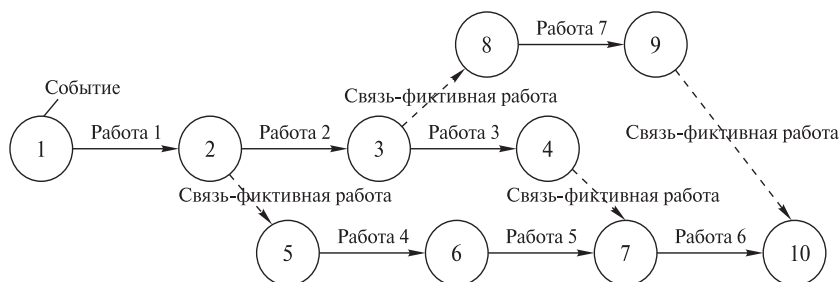 8
Работа 7
9
Событие
Связь-фиктивная работа
1
Работа 1
2
Работа 2
3
Работа 3
4
Связь-фиктивная работа
Связь-фиктивная работа
Связь-фиктивная работа
5
Работа 4
6
Работа 5
7
Работа 6
10